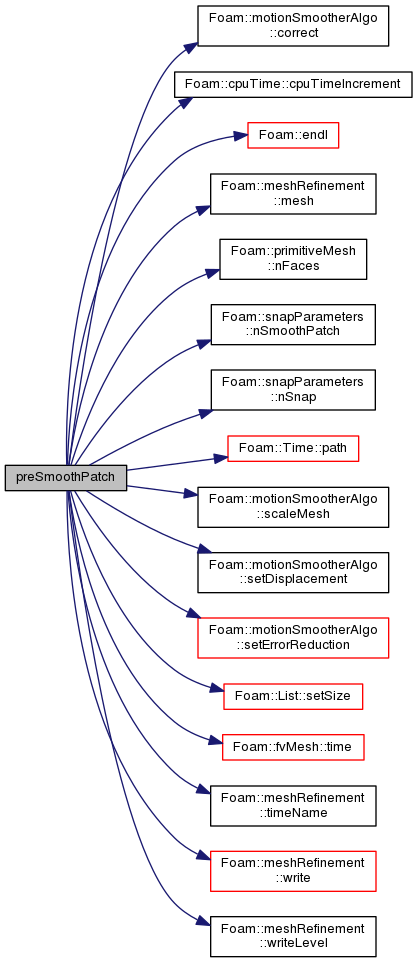 Foam::motionSmootherAlgo
::correct
Foam::cpuTime::cpuTimeIncrement
Foam::endl
Foam::meshRefinement
::mesh
Foam::primitiveMesh
::nFaces
Foam::snapParameters
::nSmoothPatch
Foam::snapParameters
::nSnap
Foam::Time::path
preSmoothPatch
Foam::motionSmootherAlgo
::scaleMesh
Foam::motionSmootherAlgo
::setDisplacement
Foam::motionSmootherAlgo
::setErrorReduction
Foam::List::setSize
Foam::fvMesh::time
Foam::meshRefinement
::timeName
Foam::meshRefinement
::write
Foam::meshRefinement
::writeLevel